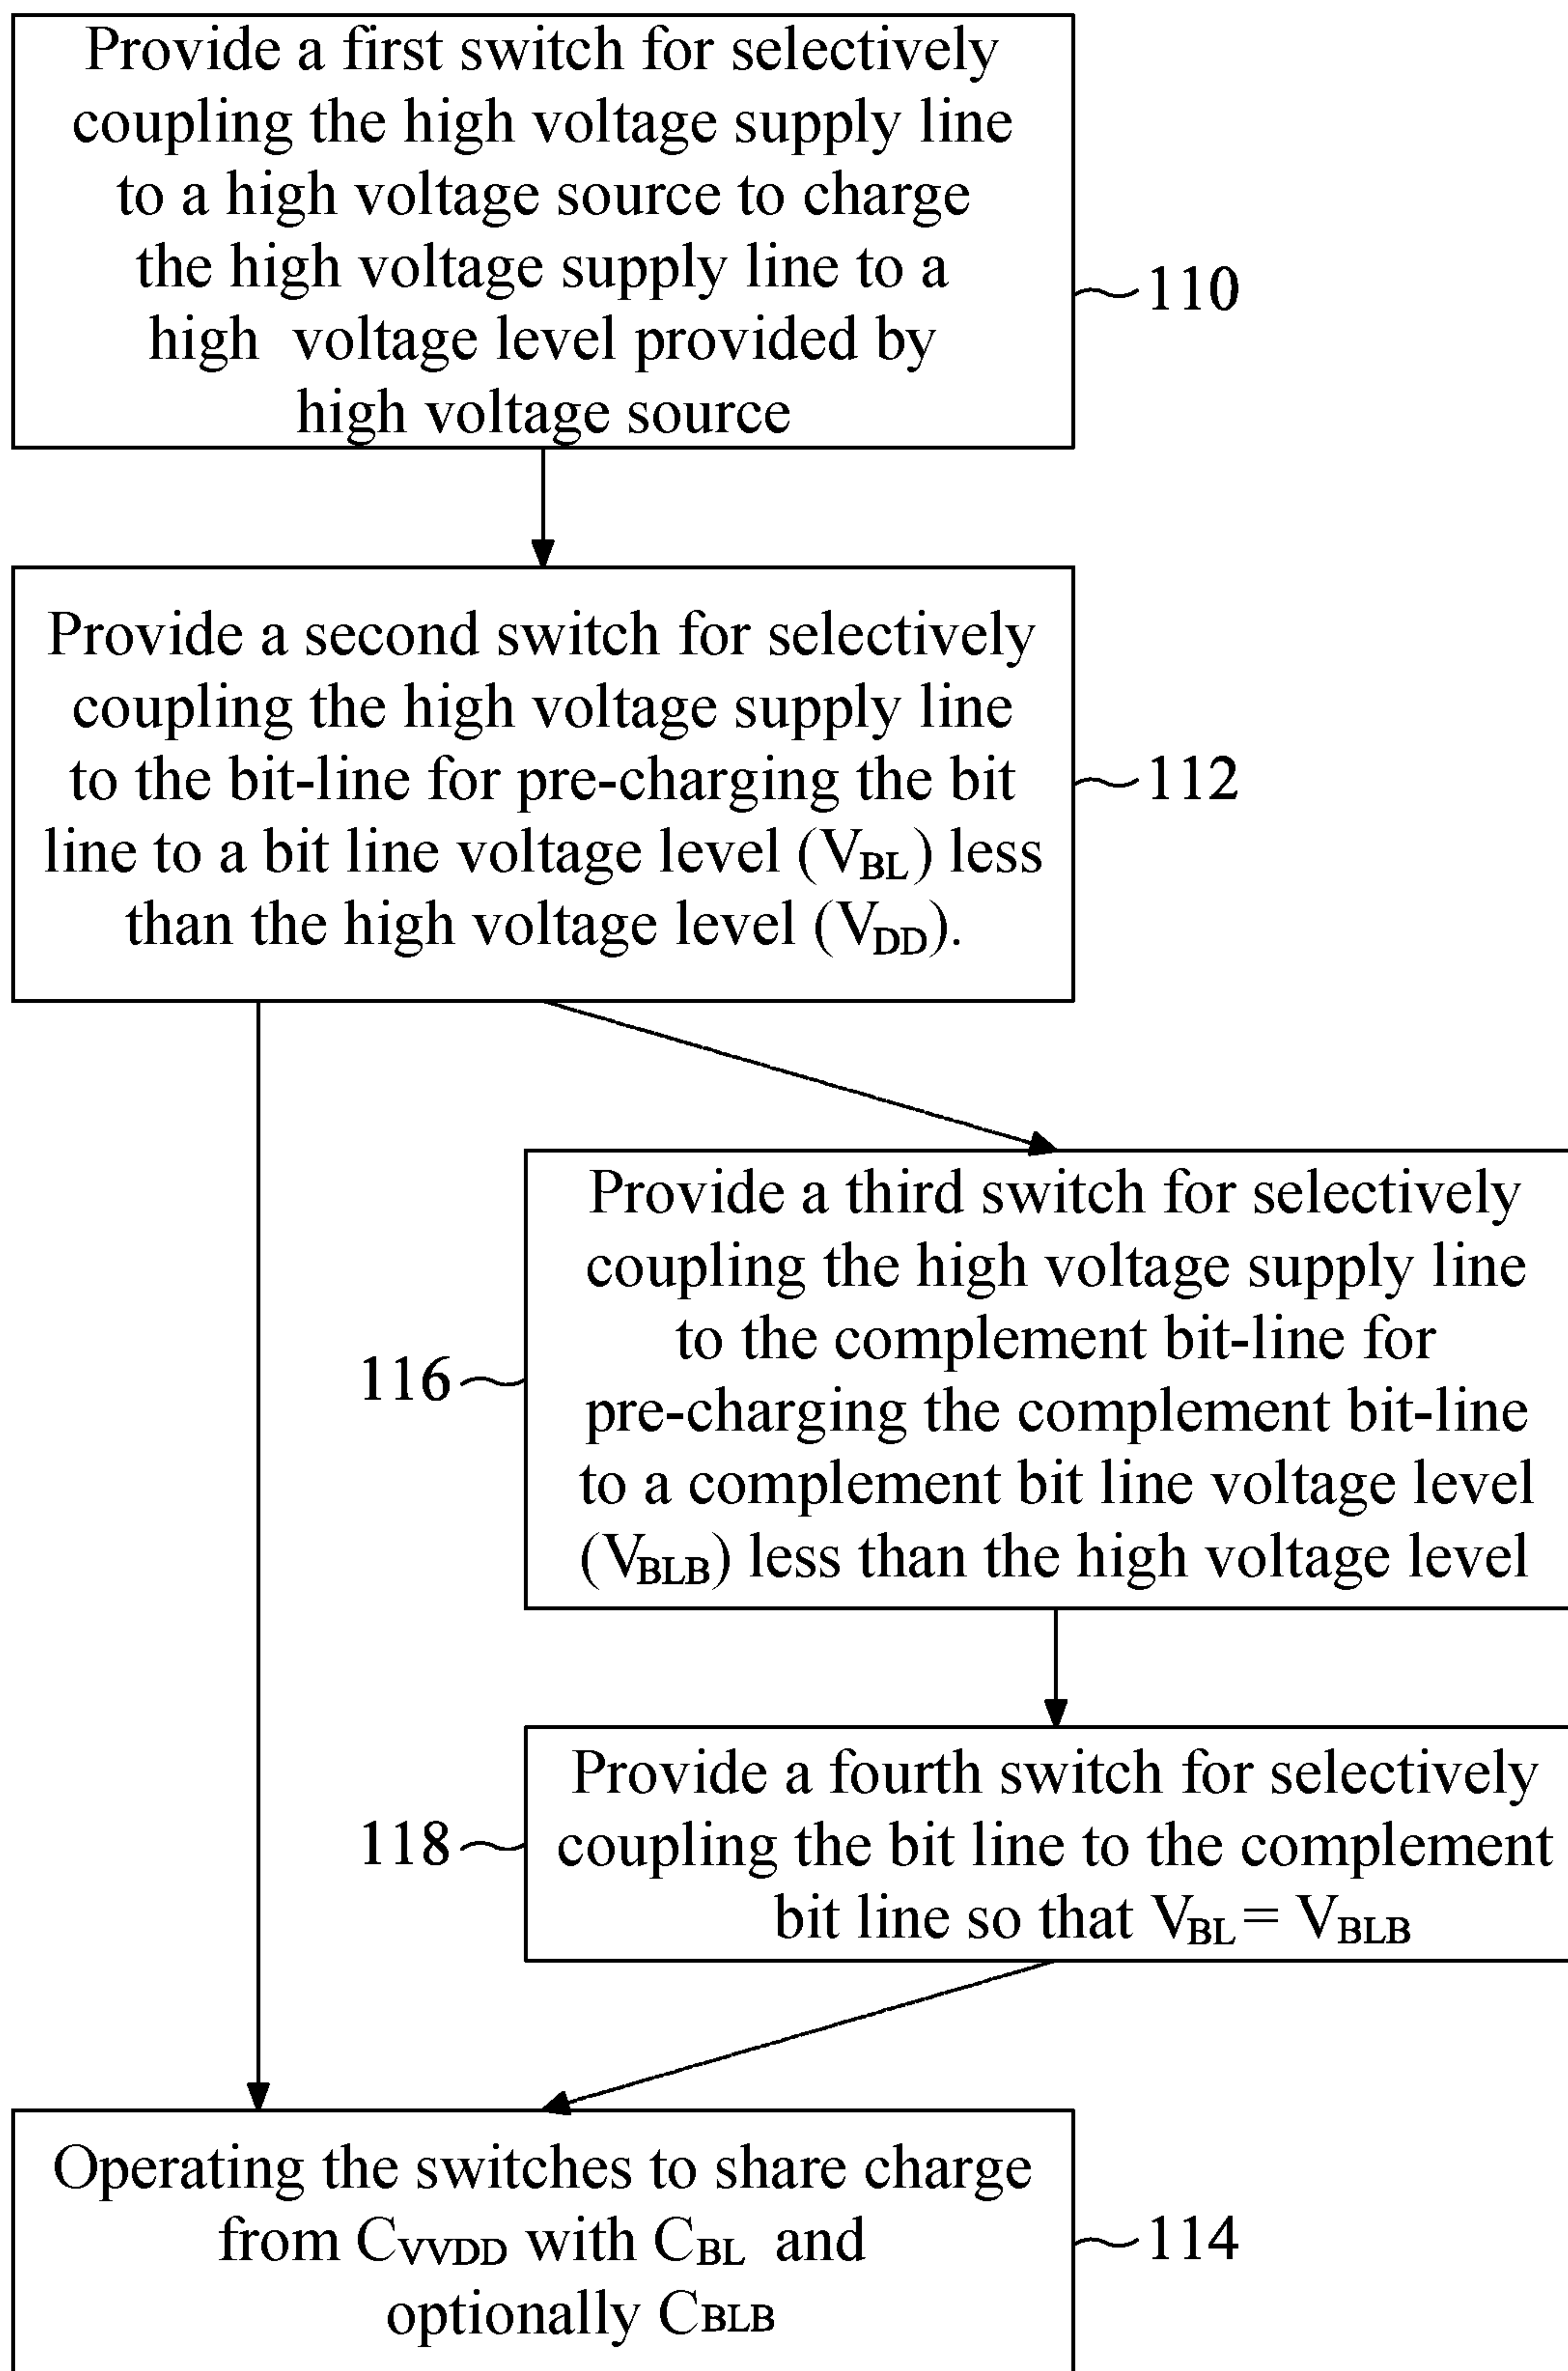 Provide a first switch for selectively
coupling the high voltage supply line
to a high voltage source to charge
the high voltage supply line to a
high voltage level provided by
high voltage source
110
Provide a second switch for selectively
coupling the high voltage supply line
to the bit-line for pre-charging the bit
line to a bit line voltage level (VBL) less
than the high voltage level (VDD).
112
Provide a third switch for selectively
coupling the high voltage supply line
to the complement bit-line for
pre-charging the complement bit-line
to a complement bit line voltage level
(VBLB) less than the high voltage level
116
Provide a fourth switch for selectively
coupling the bit line to the complement
bit line so that VBL = VBLB
118
Operating the switches to share charge
from CVVDD with CBL and
optionally CBLB
114